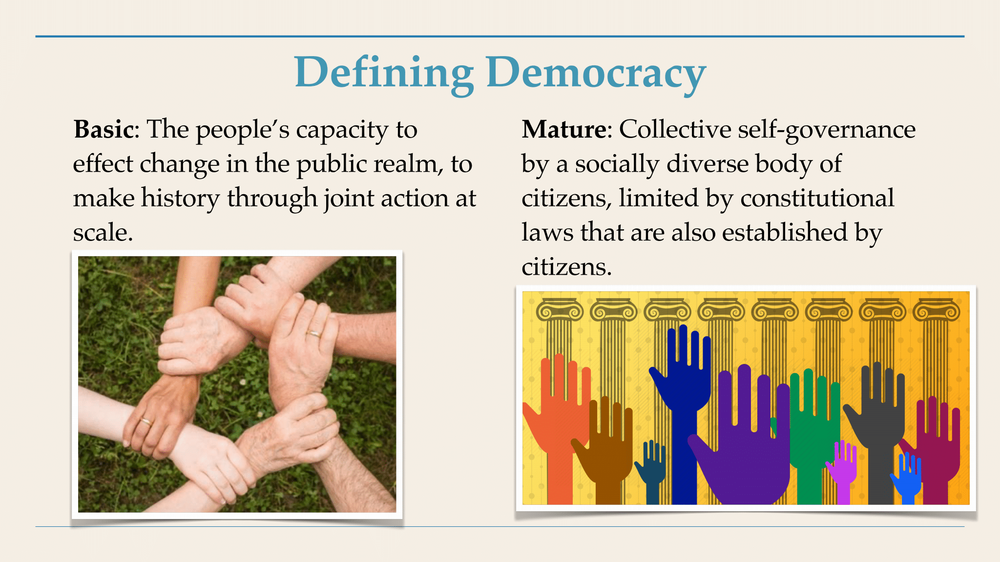 Defining Democracy
Basic: The people’s capacity to
effect change in the public realm, to
make history through joint action at
scale.
Mature: Collective self-governance
by a socially diverse body of
citizens, limited by constitutional
laws that are also established by
citizens.